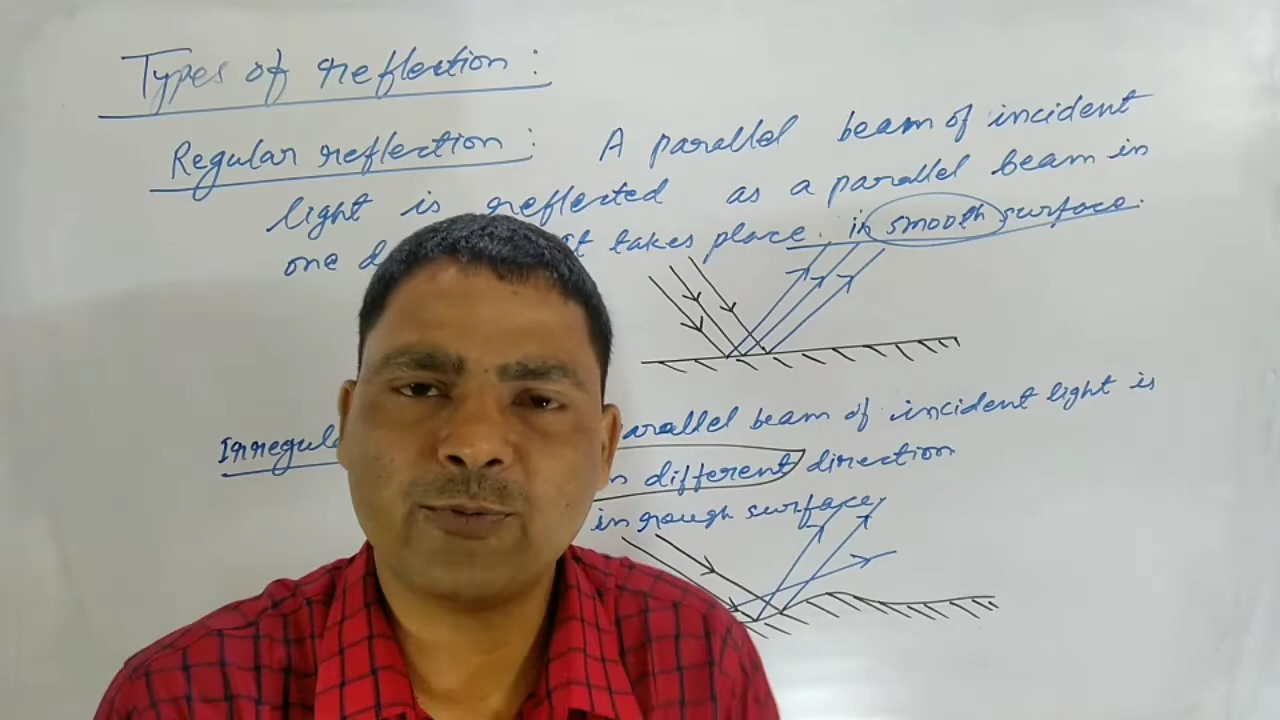 Types of reflection :
Regular reflection : A parallel beam of incident
light is reflected as a parallel beam in
one takes place. in smooth surface.
parallel beam of incident light is
different direction
in rough surface